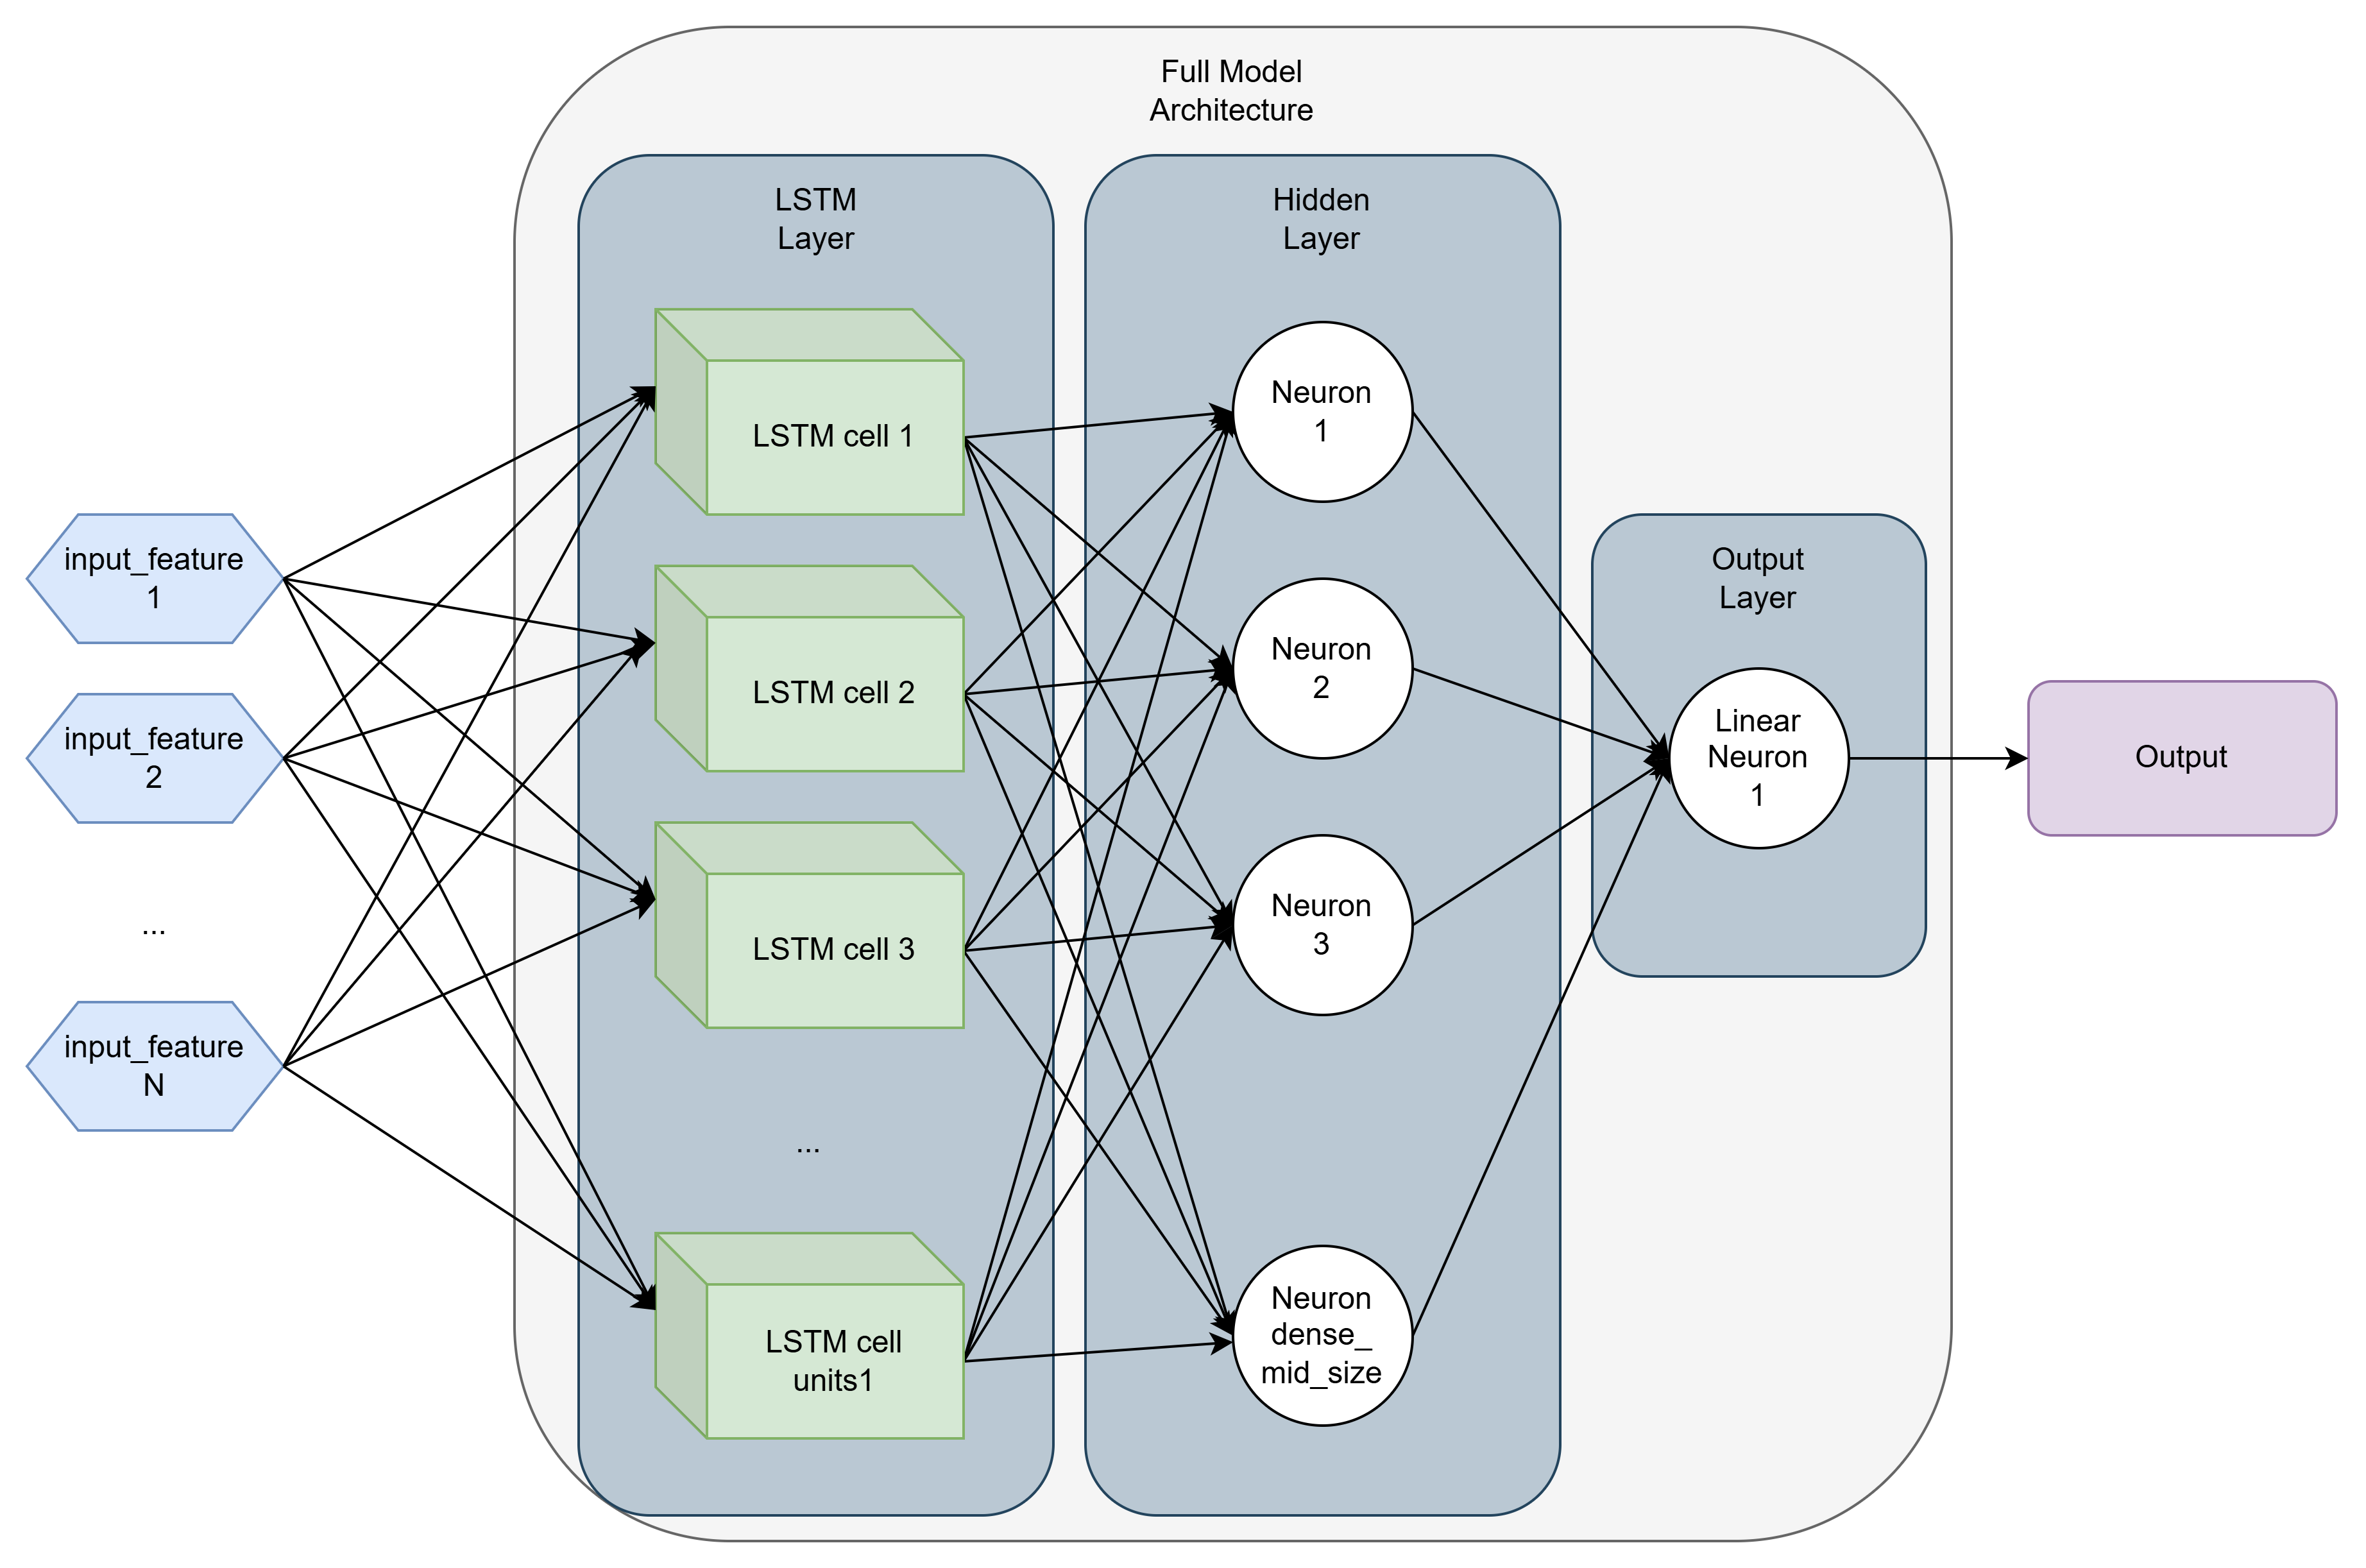 Full Model
Architecture
LSTM
Layer
Hidden
Layer
LSTM cell 1
Neuron
1
input_feature
1
Output
Layer
LSTM cell 2
Neuron
2
input_feature
2
Linear
Neuron
1
Output
LSTM cell 3
Neuron
3
...
input_feature
N
...
LSTM cell
units1
Neuron
dense_
mid_size